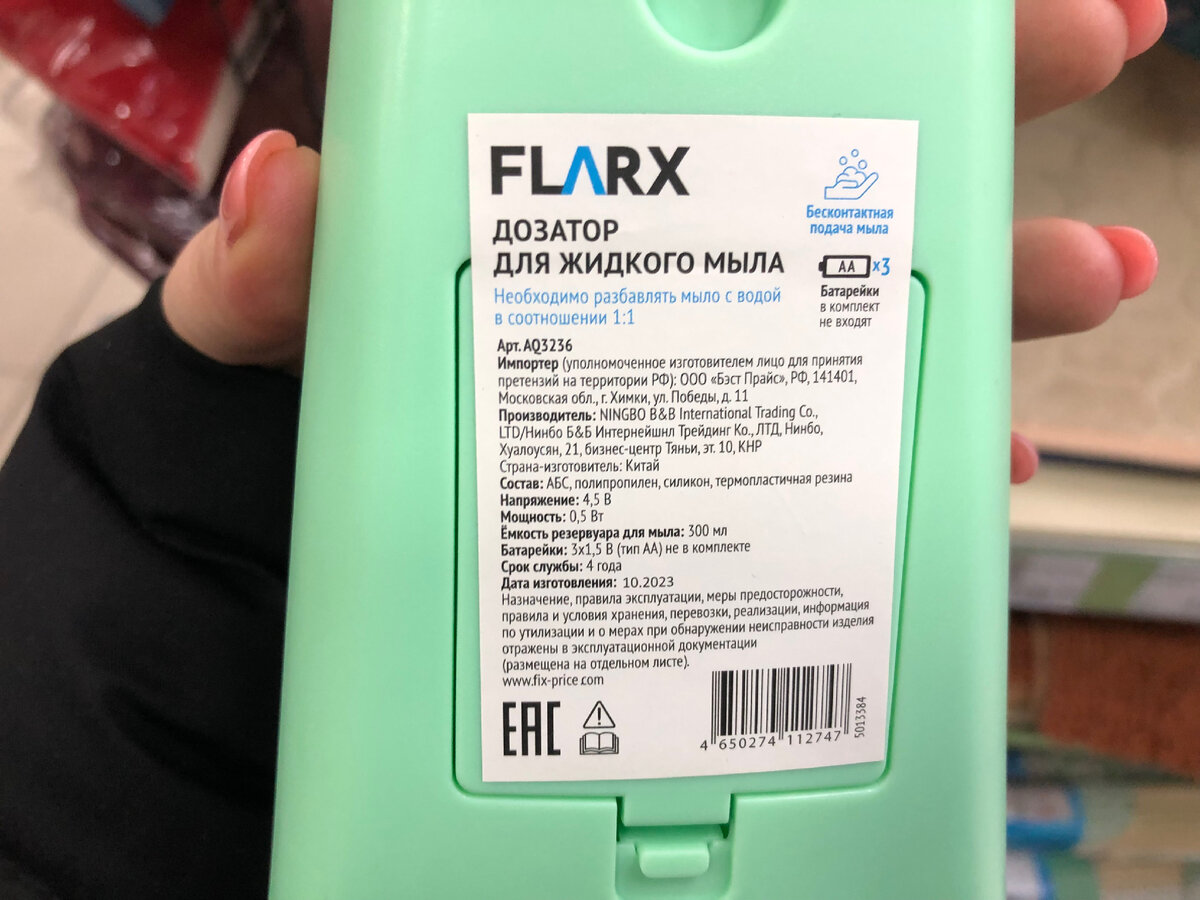 FLARX
ДОЗАТОР
ДЛЯ ЖИДКОГО МЫЛА
Необходимо разбавлять мыло с водой
в соотношении 1:1
Бесконтактная
подача мыла
AA x3
Батарейки
в комплект
не входят
Арт. AQ3236
Импортер (уполномоченное изготовителем лицо для принятия
претензий на территории РФ): ООО «Бэст Прайс», РФ, 141401,
Московская обл., г. Химки, ул. Победы, д. 11
Производитель: NINGBO B&B International Trading Co.,
LTD/Нинбо Б&Б Интернейшнл Трейдинг Ко., ЛТД, Нинбо,
Хуалоусян, 21, бизнес-центр Тяньи, эт. 10, КНР
Страна-изготовитель: Китай
Состав: АБС, полипропилен, силикон, термопластичная резина
Напряжение: 4,5 В
Мощность: 0,5 Вт
Ёмкость резервуара для мыла: 300 мл
Батарейки: 3х1,5 В (тип АА) не в комплекте
Срок службы: 4 года
Дата изготовления: 10.2023
Назначение, правила эксплуатации, меры предосторожности,
правила и условия хранения, перевозки, реализации, информация
по утилизации и о мерах при обнаружении неисправности изделия
отражены в эксплуатационной документации
(размещена на отдельном листе).
www.fix-price.com
EAC
4 650274 112747
5013384